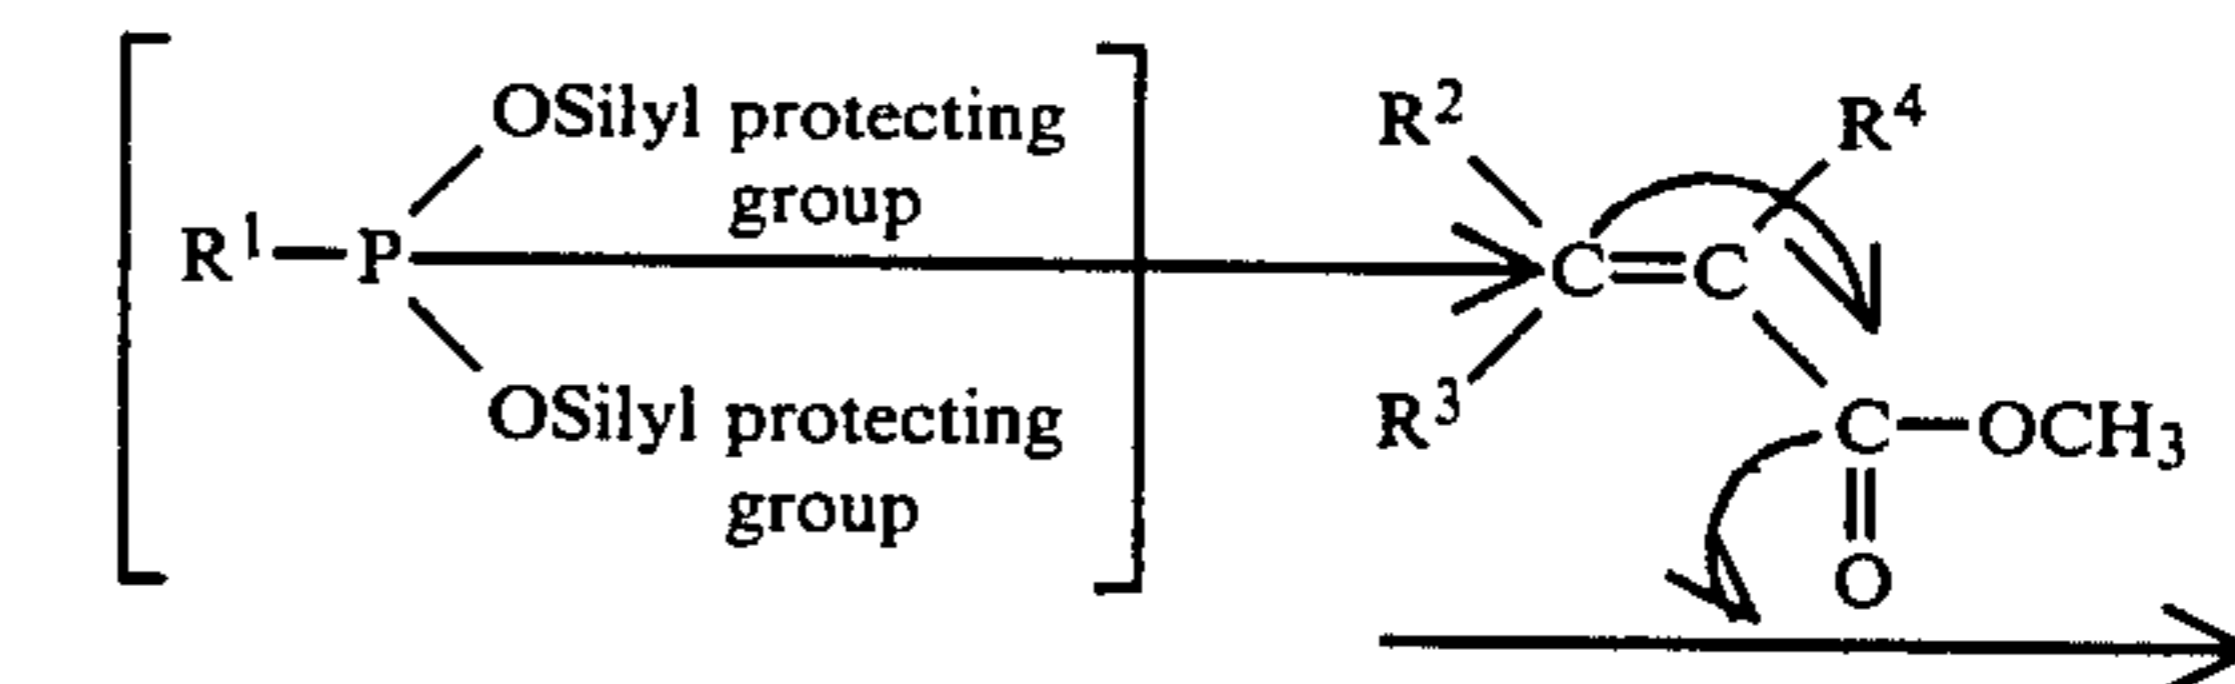 OSilyl protecting
group
R¹—P
OSilyl protecting
group
R² R⁴
C=C
R³
C—OCH₃
O